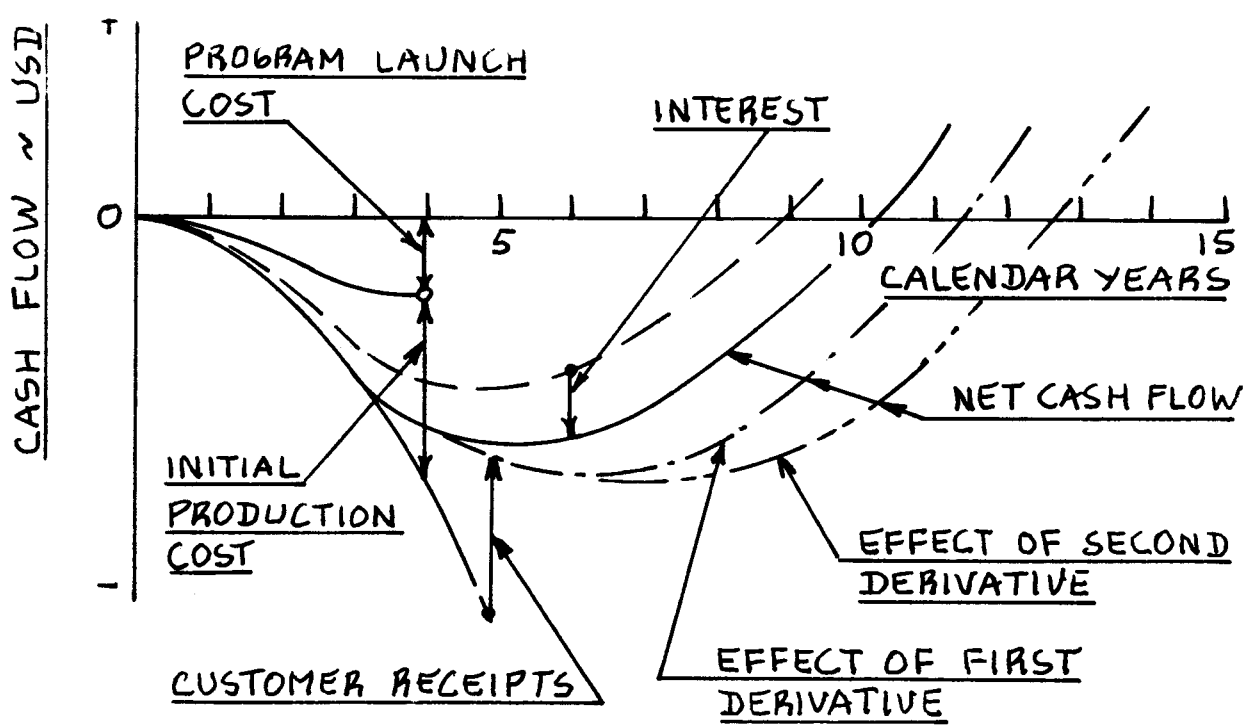 CASH FLOW ~ USD
+
PROGRAM LAUNCH
COST
INTEREST
0
5
10
15
CALENDAR YEARS
NET CASH FLOW
INITIAL
PRODUCTION
COST
-
EFFECT OF SECOND
DERIVATIVE
EFFECT OF FIRST
DERIVATIVE
CUSTOMER RECEIPTS